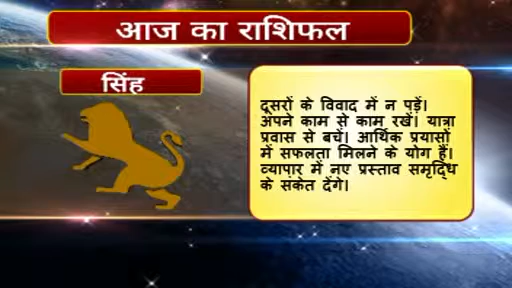 आज का राशिफल
सिंह
दूसरों के विवाद में न पड़ें।
अपने काम से काम रखें। यात्रा
प्रवास से बचें। आर्थिक प्रयासों
में सफलता मिलने के योग हैं।
व्यापार में नए प्रस्ताव समृद्धि
के संकेत देंगे।